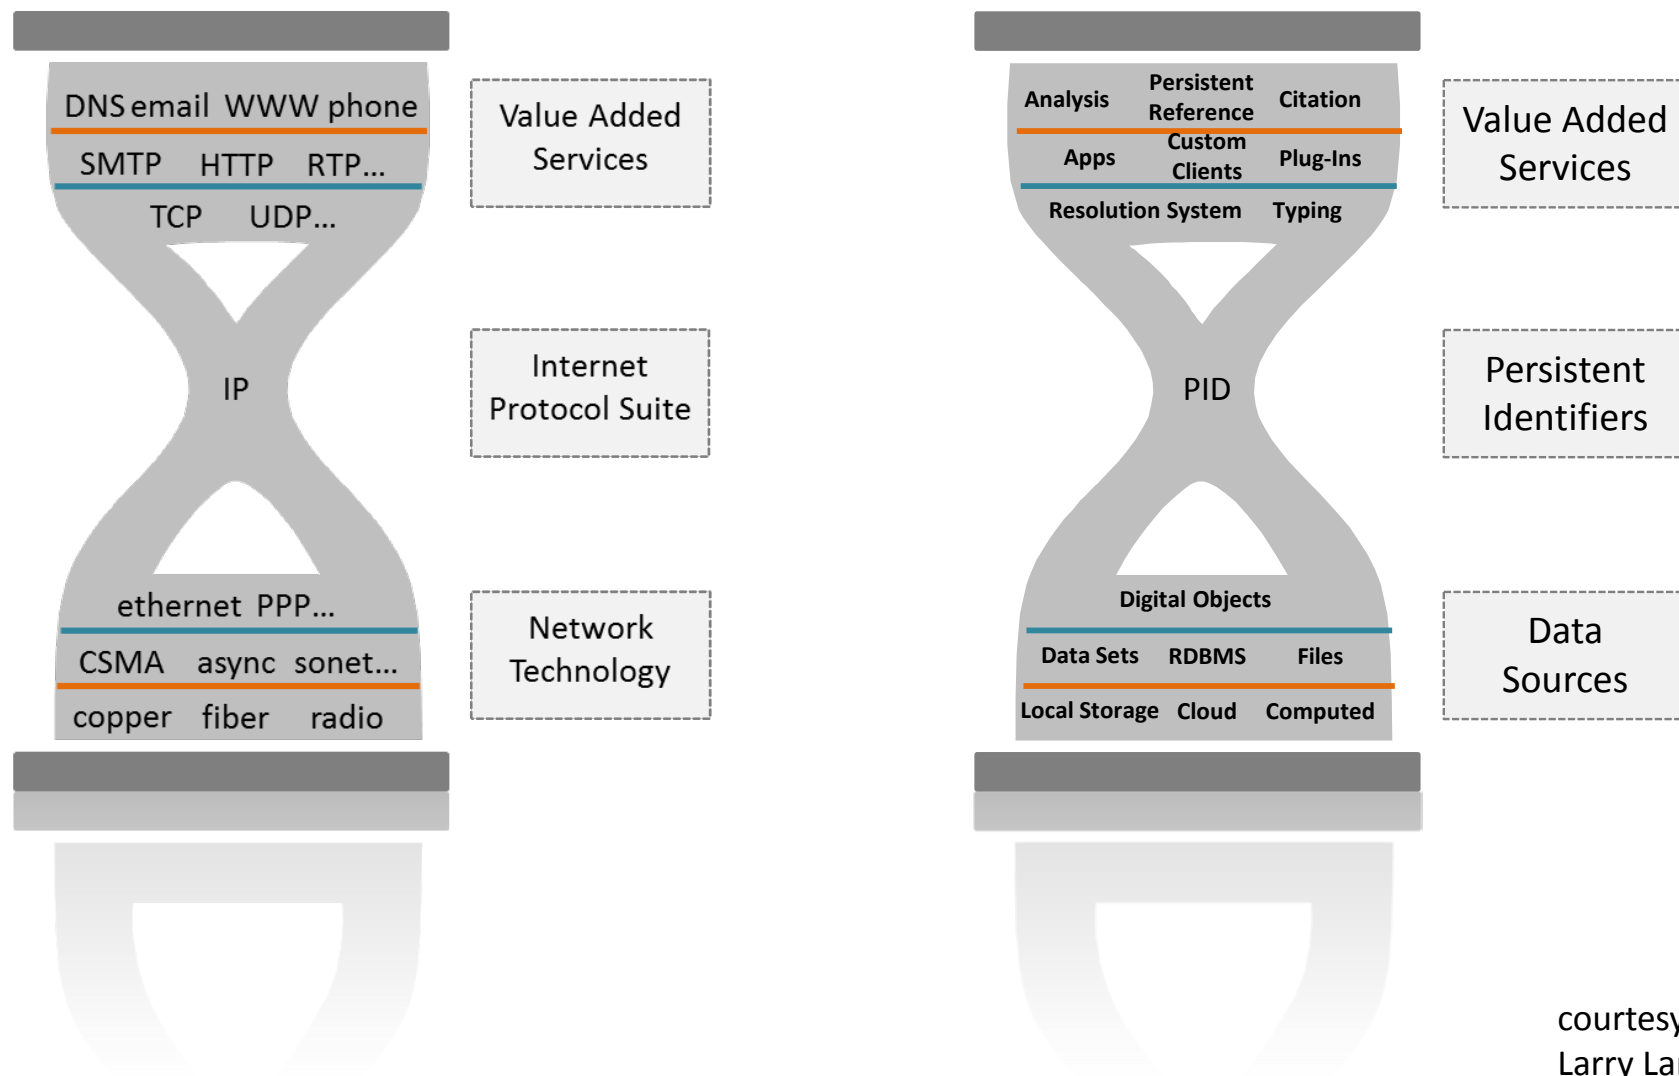 DNS email WWW phone
SMTP HTTP RTP...
TCP UDP...
IP
ethernet PPP...
CSMA async sonet...
copper fiber radio
Value Added
Services
Internet
Protocol Suite
Network
Technology
Analysis Persistent Reference Citation
Apps Custom Clients Plug-Ins
Resolution System Typing
PID
Digital Objects
Data Sets RDBMS Files
Local Storage Cloud Computed
Value Added
Services
Persistent
Identifiers
Data
Sources
courtesy
Larry